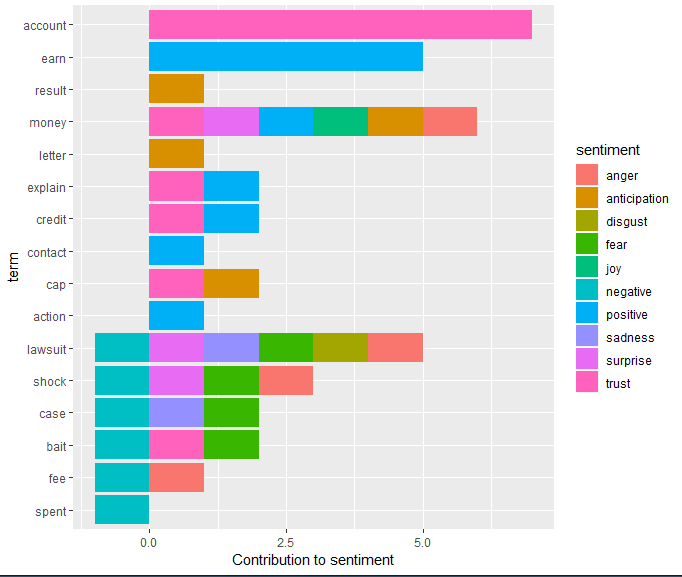 account
earn
result
money
letter
explain
credit
contact
cap
action
lawsuit
shock
case
bait
fee
spent
term
0.0 2.5 5.0
Contribution to sentiment
sentiment
anger
anticipation
disgust
fear
joy
negative
positive
sadness
surprise
trust